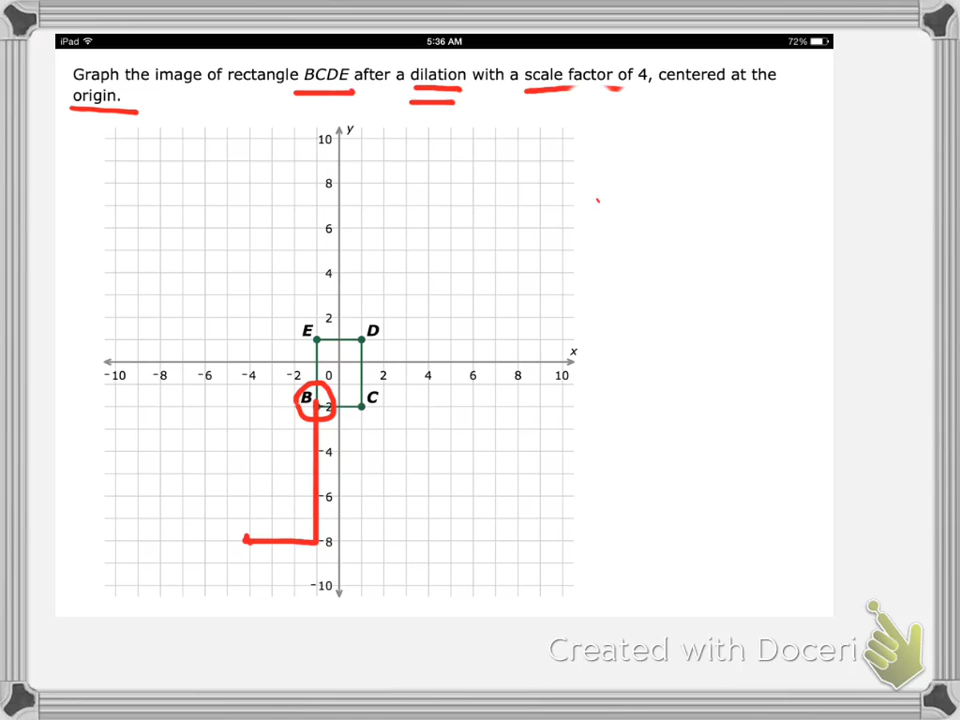 iPad 5:36 AM 72%
Graph the image of rectangle BCDE after a dilation with a scale factor of 4, centered at the
origin.
y
10
8
6
4
2
E D
x
-10 -8 -6 -4 -2 0 2 4 6 8 10
B -2 C
-4
-6
-8
-10
Created with Doceri